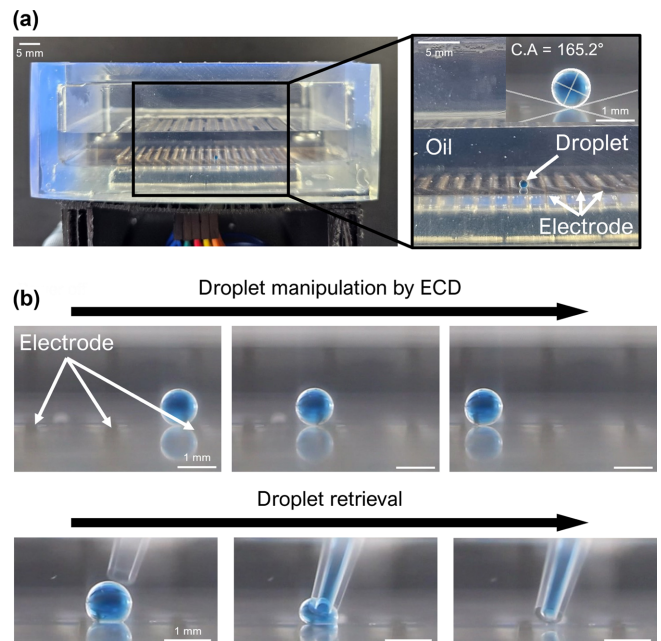 (a)
5 mm
5 mm
C.A = 165.2°
1 mm
Oil
Droplet
Electrode
(b)
Droplet manipulation by ECD
Electrode
1 mm
Droplet retrieval
1 mm